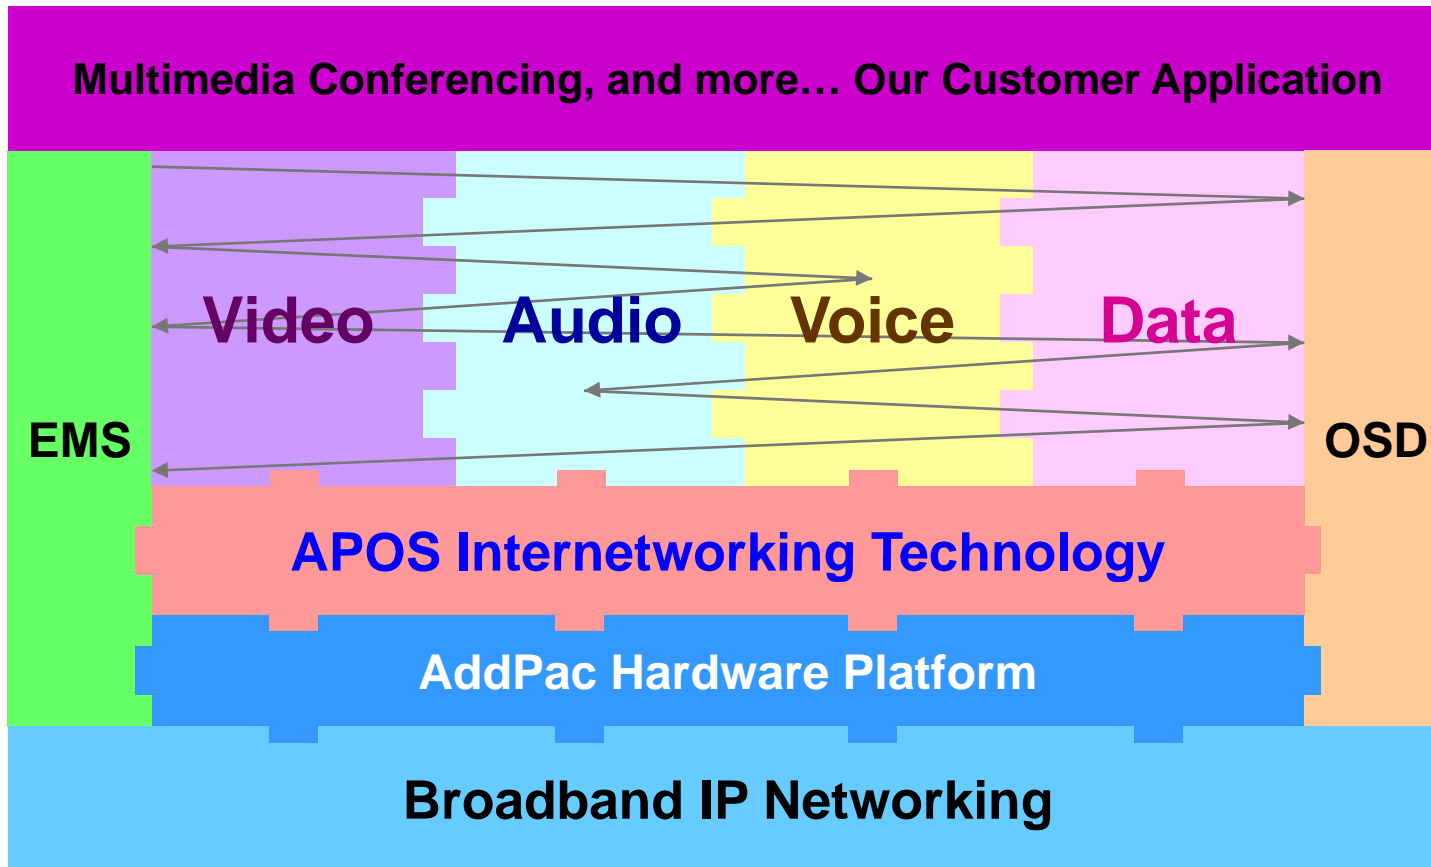 Multimedia Conferencing, and more… Our Customer Application
Video
Audio
Voice
Data
EMS
OSD
APOS Internetworking Technology
AddPac Hardware Platform
Broadband IP Networking